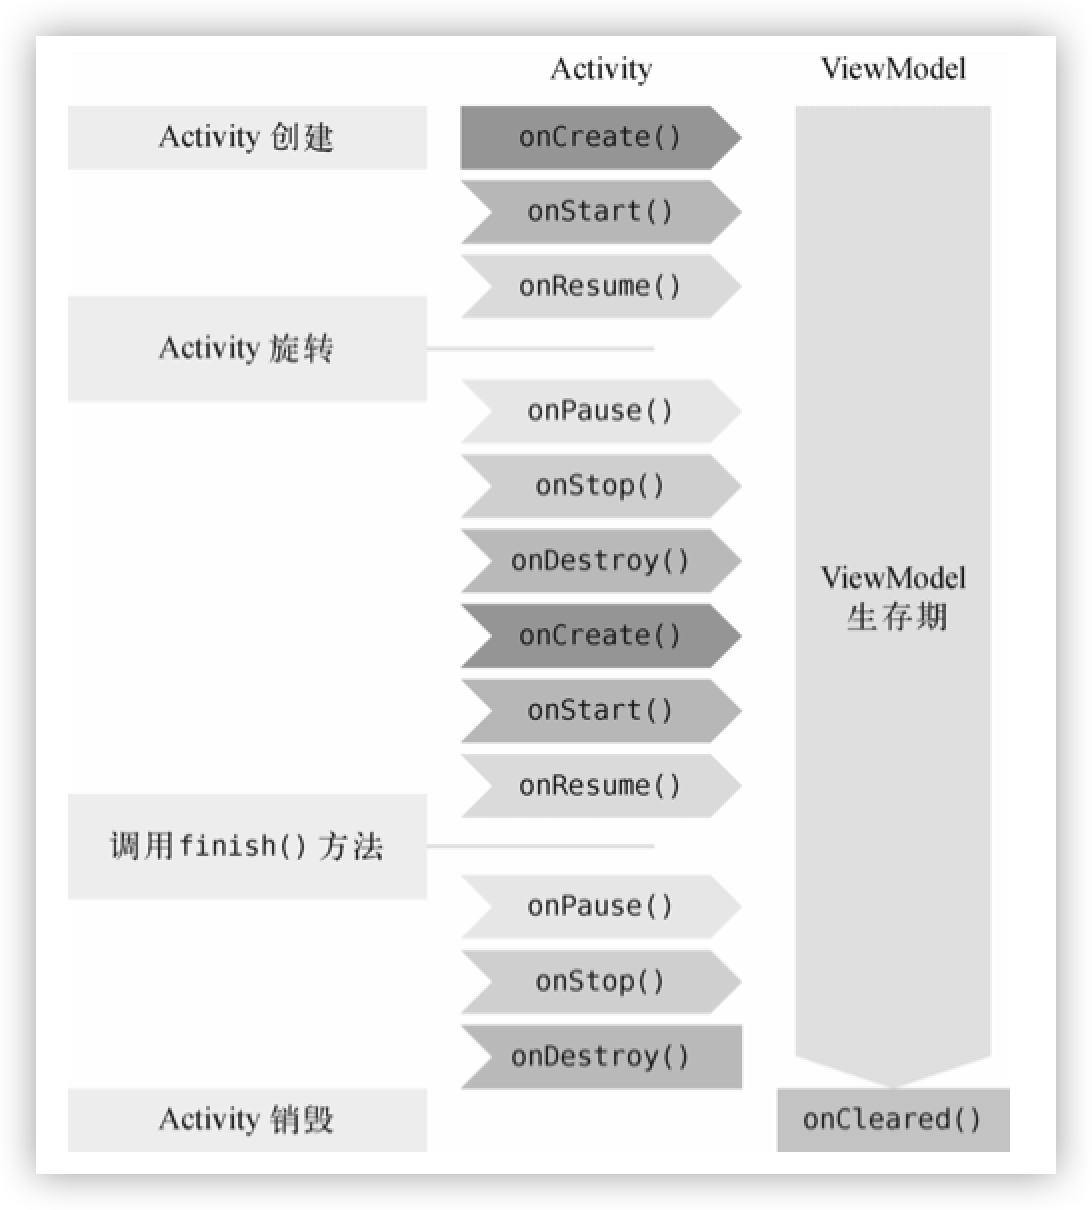 Activity
ViewModel
Activity 创建
onCreate()
onStart()
onResume()
Activity 旋转
onPause()
onStop()
onDestroy()
onCreate()
onStart()
onResume()
ViewModel
生存期
调用finish() 方法
onPause()
onStop()
onDestroy()
Activity 销毁
onCleared()